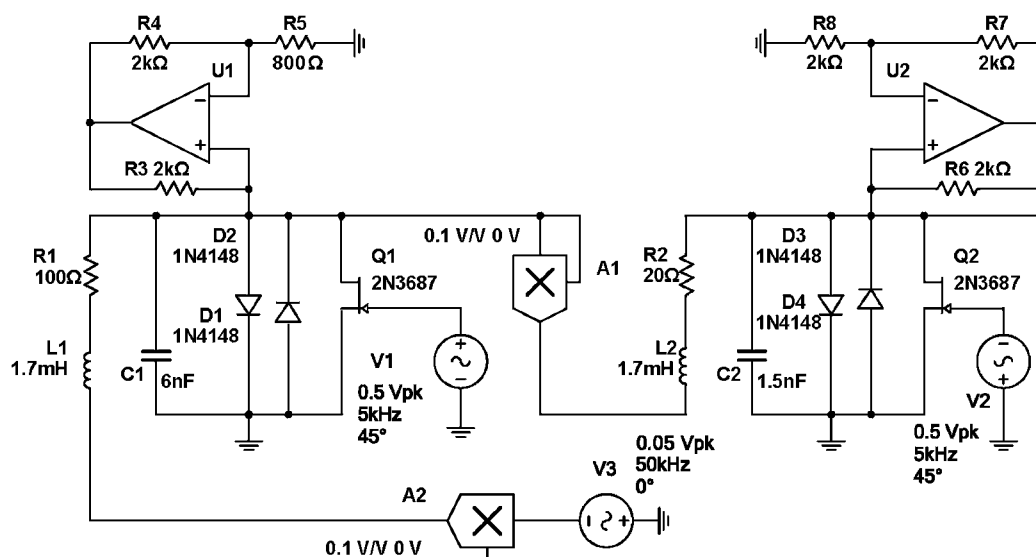 R4
2kΩ
R5
800Ω
U1
R3 2kΩ
R8
2kΩ
R7
2kΩ
U2
R6 2kΩ
R1
100Ω
D2
1N4148
Q1
2N3687
0.1 V/V 0 V
A1
R2
20Ω
D3
1N4148
Q2
2N3687
D1
1N4148
D4
1N4148
L1
1.7mH
C1
6nF
V1
0.5 Vpk
5kHz
45°
L2
1.7mH
C2
1.5nF
V2
0.5 Vpk
5kHz
45°
A2
0.1 V/V 0 V
V3
0.05 Vpk
50kHz
0°